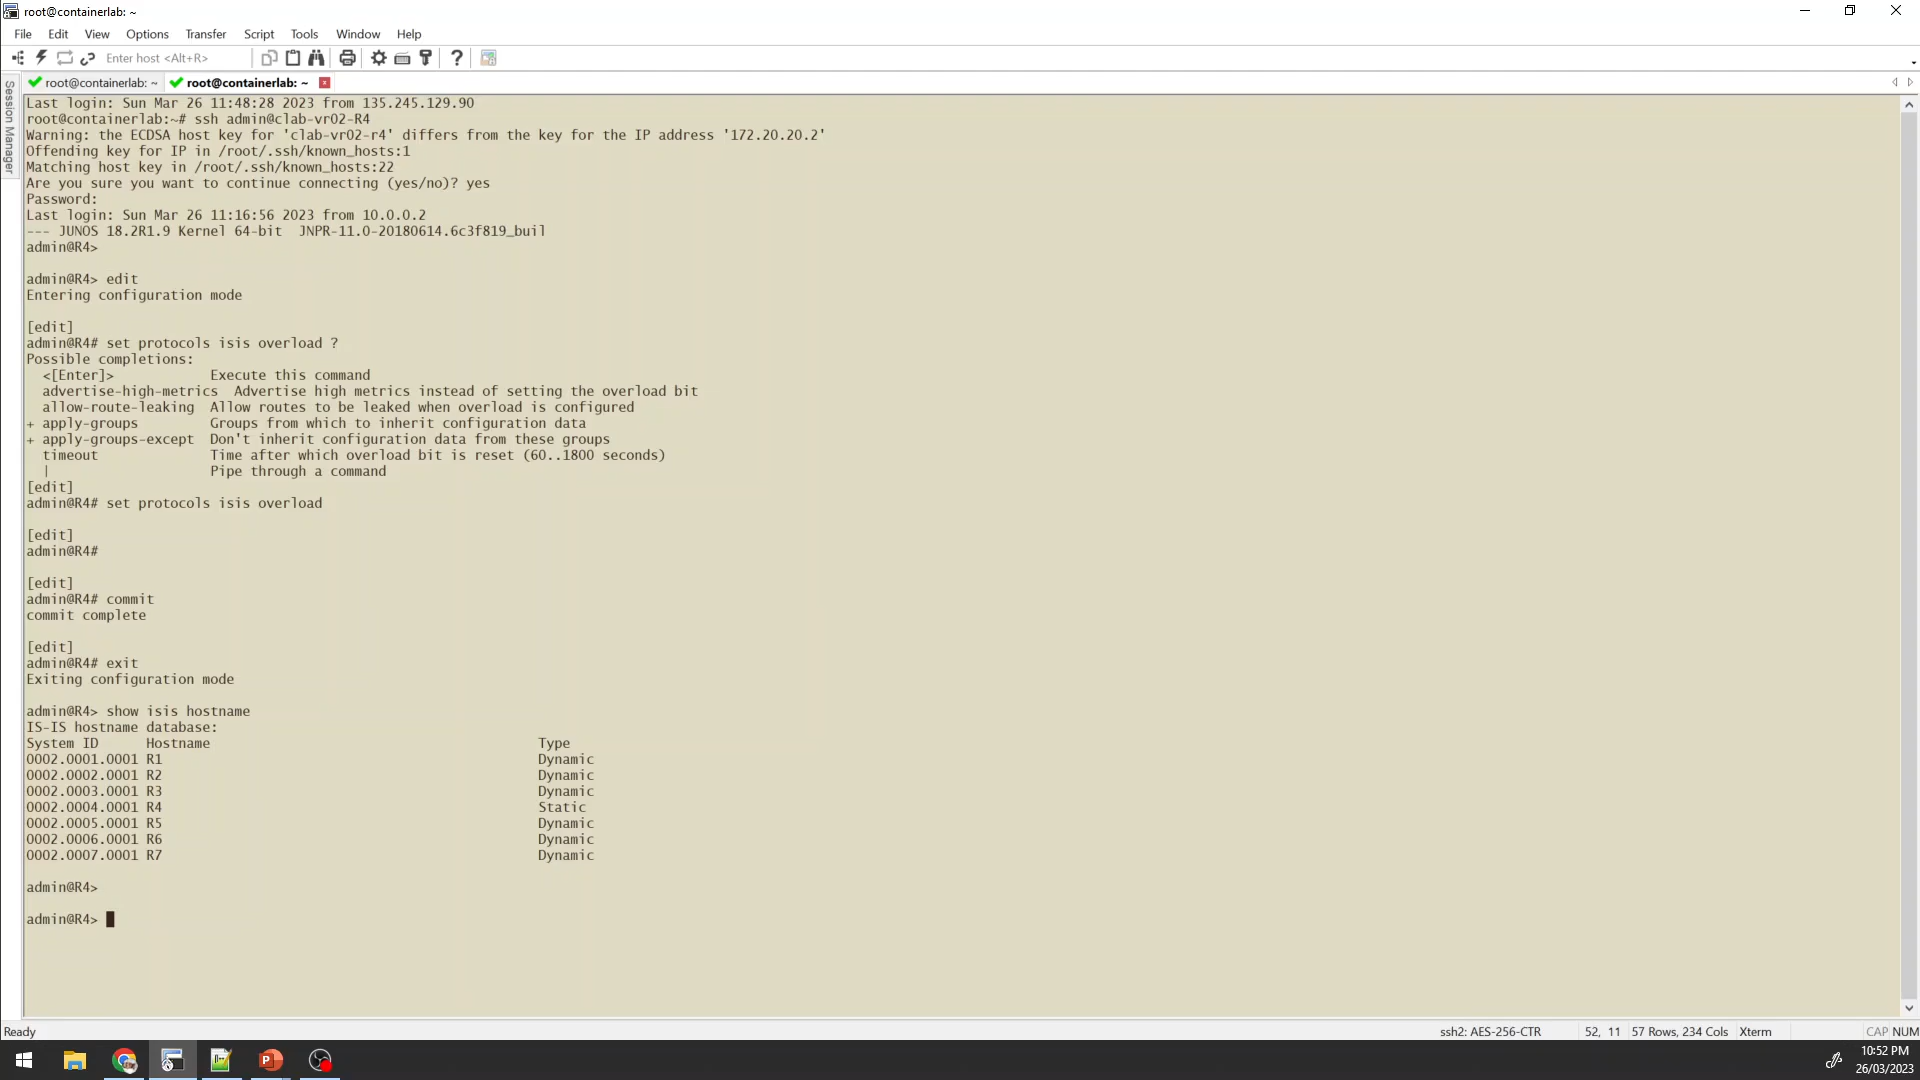 root@containerlab: ~
File Edit View Options Transfer Script Tools Window Help
Enter host <Alt+R>
root@containerlab: ~ root@containerlab: ~
Session Manager
Last login: Sun Mar 26 11:48:28 2023 from 135.245.129.90
root@containerlab:~# ssh admin@clab-vr02-R4
Warning: the ECDSA host key for 'clab-vr02-r4' differs from the key for the IP address '172.20.20.2'
Offending key for IP in /root/.ssh/known_hosts:1
Matching host key in /root/.ssh/known_hosts:22
Are you sure you want to continue connecting (yes/no)? yes
Password:
Last login: Sun Mar 26 11:16:56 2023 from 10.0.0.2
--- JUNOS 18.2R1.9 Kernel 64-bit  JNPR-11.0-20180614.6c3f819_buil
admin@R4>
admin@R4> edit
Entering configuration mode
[edit]
admin@R4# set protocols isis overload ?
Possible completions:
<[Enter]> Execute this command
advertise-high-metrics Advertise high metrics instead of setting the overload bit
allow-route-leaking Allow routes to be leaked when overload is configured
+ apply-groups Groups from which to inherit configuration data
+ apply-groups-except Don't inherit configuration data from these groups
timeout Time after which overload bit is reset (60..1800 seconds)
| Pipe through a command
[edit]
admin@R4# set protocols isis overload
[edit]
admin@R4#
[edit]
admin@R4# commit
commit complete
[edit]
admin@R4# exit
Exiting configuration mode
admin@R4> show isis hostname
IS-IS hostname database:
System ID Hostname Type
0002.0001.0001 R1 Dynamic
0002.0002.0001 R2 Dynamic
0002.0003.0001 R3 Dynamic
0002.0004.0001 R4 Static
0002.0005.0001 R5 Dynamic
0002.0006.0001 R6 Dynamic
0002.0007.0001 R7 Dynamic
admin@R4>
admin@R4>
Ready ssh2: AES-256-CTR 52, 11 57 Rows, 234 Cols Xterm CAP NUM
10:52 PM
26/03/2023